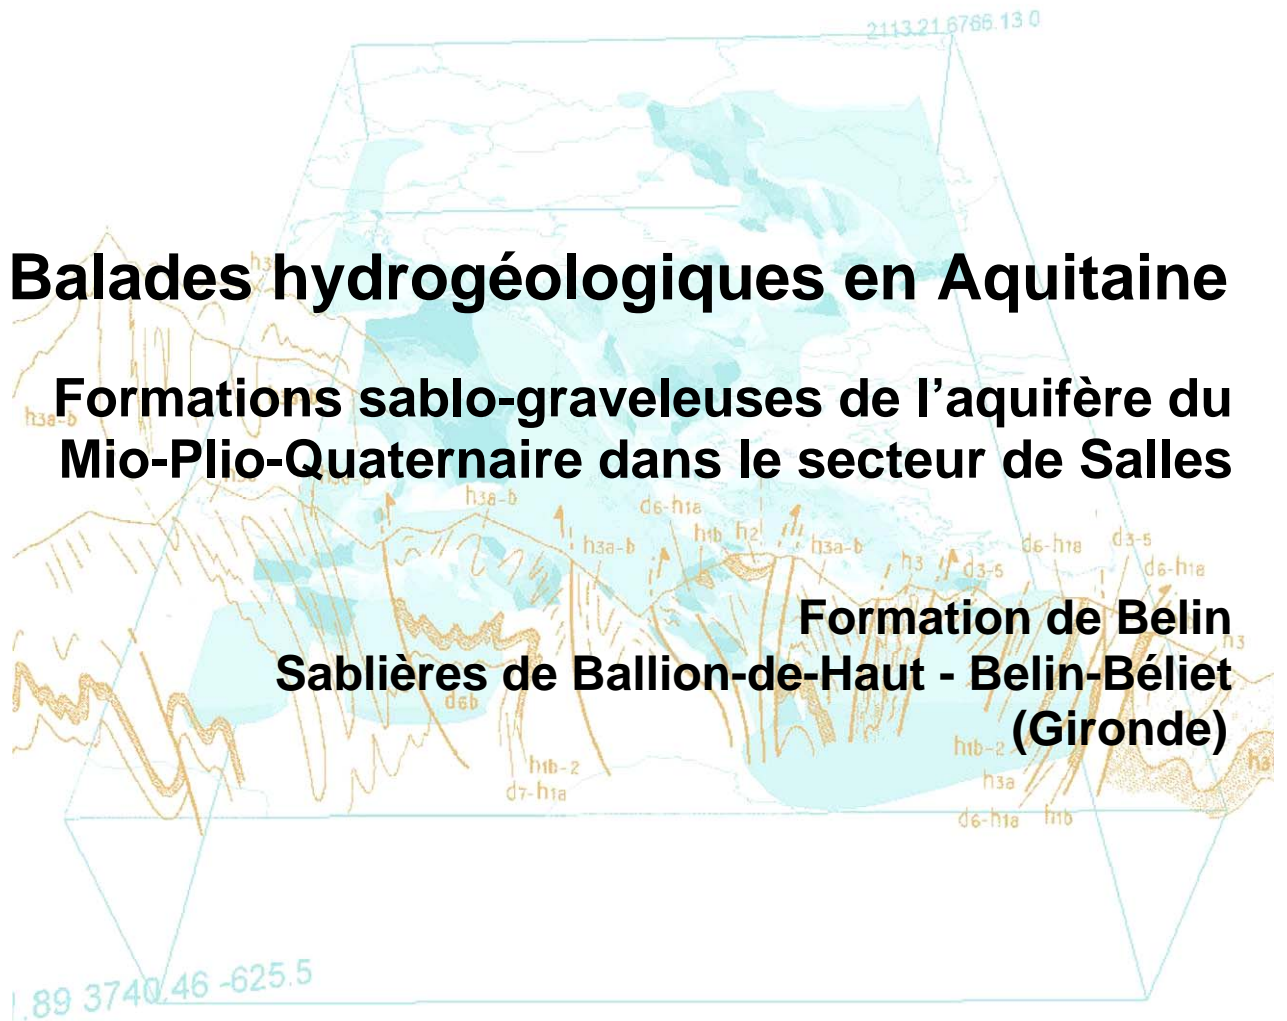 2113.21 6766.13 0
Balades hydrogéologiques en Aquitaine
Formations sablo-graveleuses de l’aquifère du
Mio-Plio-Quaternaire dans le secteur de Salles
h3a-b
h3a-b
d6-h1a
h1b h2
h3a-b
h3a-b
h3
d3-5
d6-h1a
d3-5
d6-h1a
Formation de Belin
h3
Sablières de Ballion-de-Haut - Belin-Béliet
d6b
(Gironde)
h1b-2
h1b-2
d7-h1a
h3a
d6-h1a h1b
.89 3740.46 -625.5